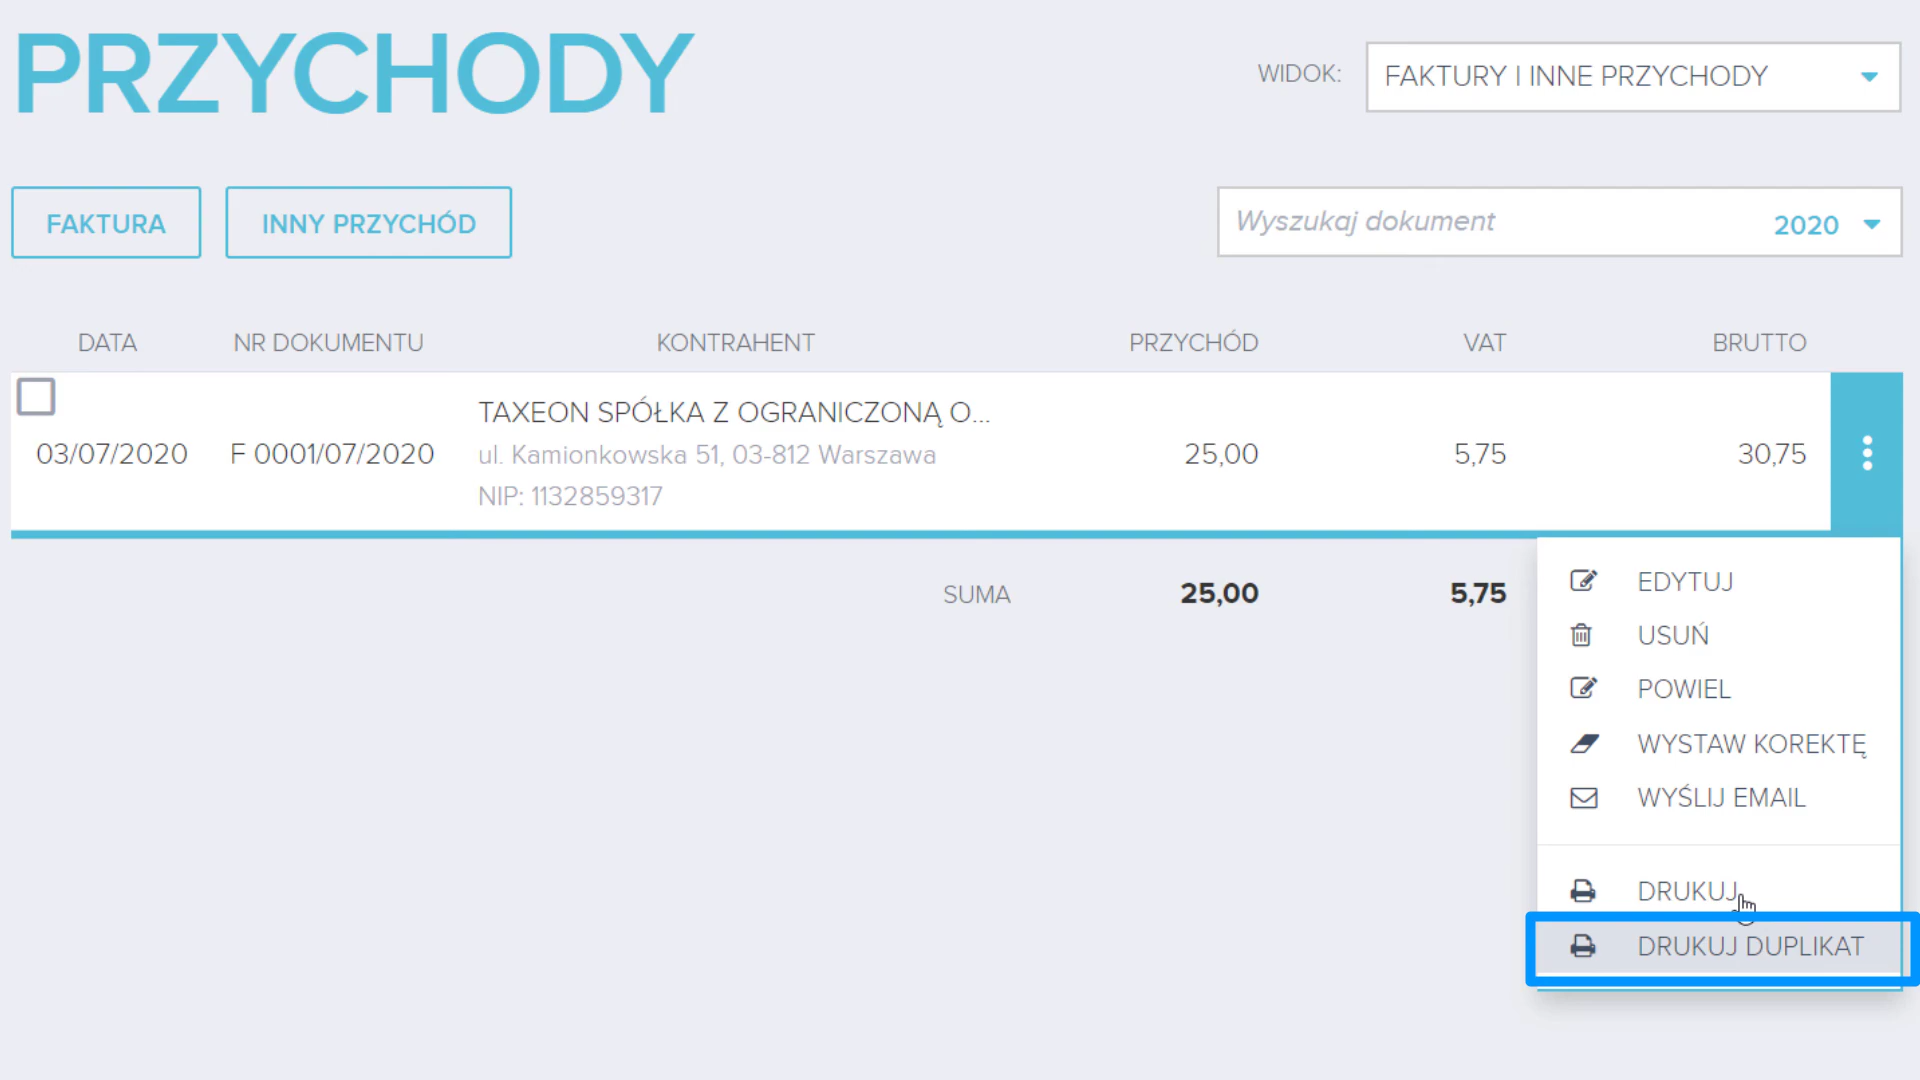 PRZYCHODY
WIDOK:
FAKTURY I INNE PRZYCHODY
FAKTURA
INNY PRZYCHÓD
Wyszukaj dokument
2020
DATA NR DOKUMENTU KONTRAHENT PRZYCHÓD VAT BRUTTO
TAXEON SPÓŁKA Z OGRANICZONĄ O...
03/07/2020 F 0001/07/2020 ul. Kamionkowska 51, 03-812 Warszawa 25,00 5,75 30,75
NIP: 1132859317
SUMA 25,00 5,75
EDYTUJ
USUŃ
POWIEL
WYSTAW KOREKTĘ
WYŚLIJ EMAIL
DRUKUJ
DRUKUJ DUPLIKAT